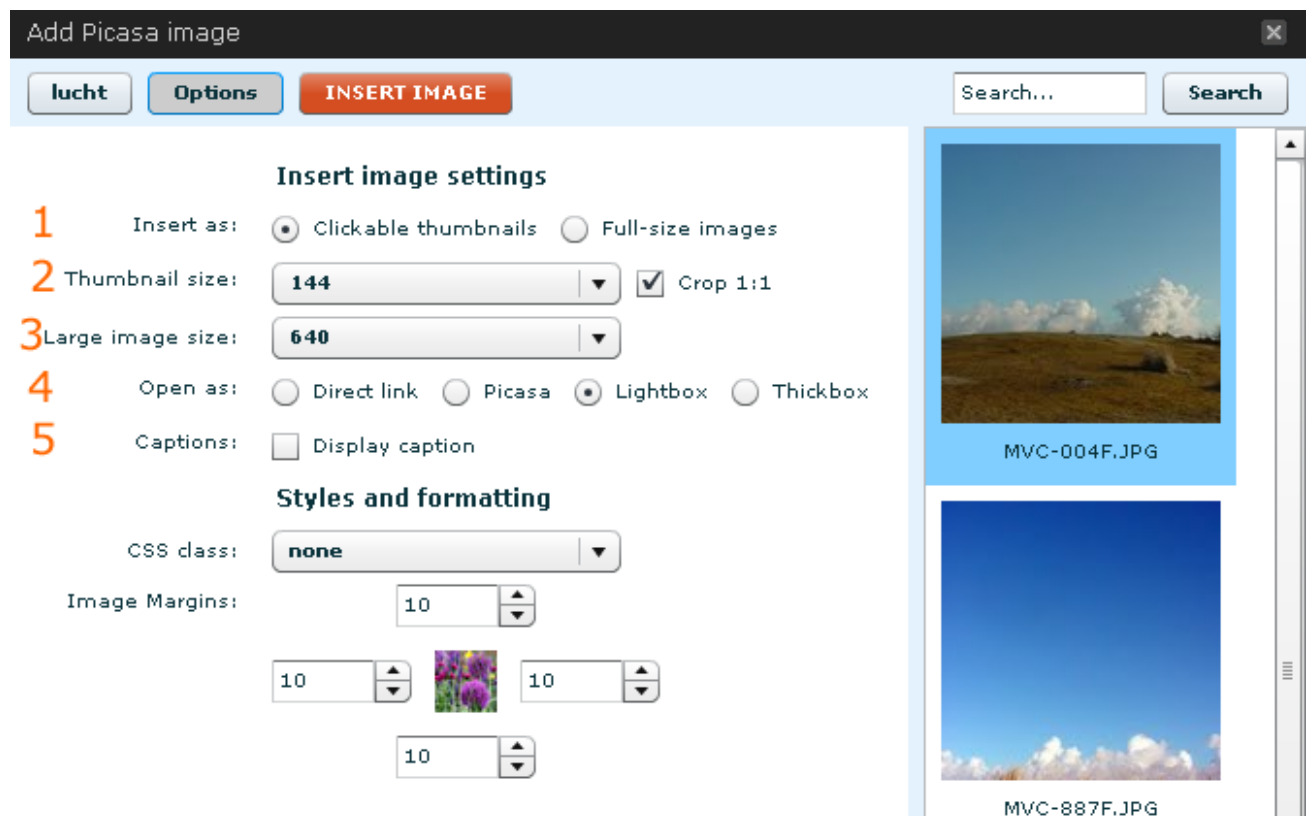 Add Picasa image
lucht Options INSERT IMAGE Search... Search
Insert image settings
1 Insert as: Clickable thumbnails Full-size images
2 Thumbnail size: 144 Crop 1:1
3 Large image size: 640
4 Open as: Direct link Picasa Lightbox Thickbox
5 Captions: Display caption
MVC-004F.JPG
Styles and formatting
CSS class: none
Image Margins: 10
10 10
10
MVC-887F.JPG